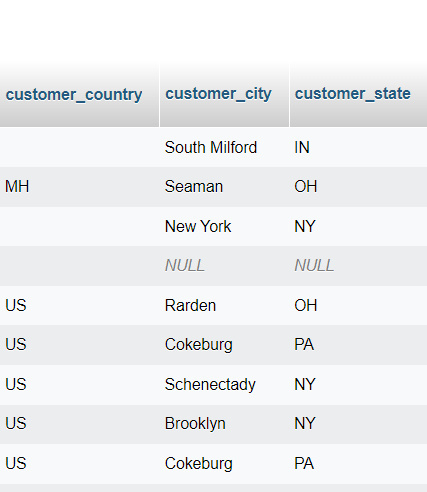 customer_country customer_city customer_state
South Milford IN
MH Seaman OH
New York NY
NULL NULL
US Rarden OH
US Cokeburg PA
US Schenectady NY
US Brooklyn NY
US Cokeburg PA